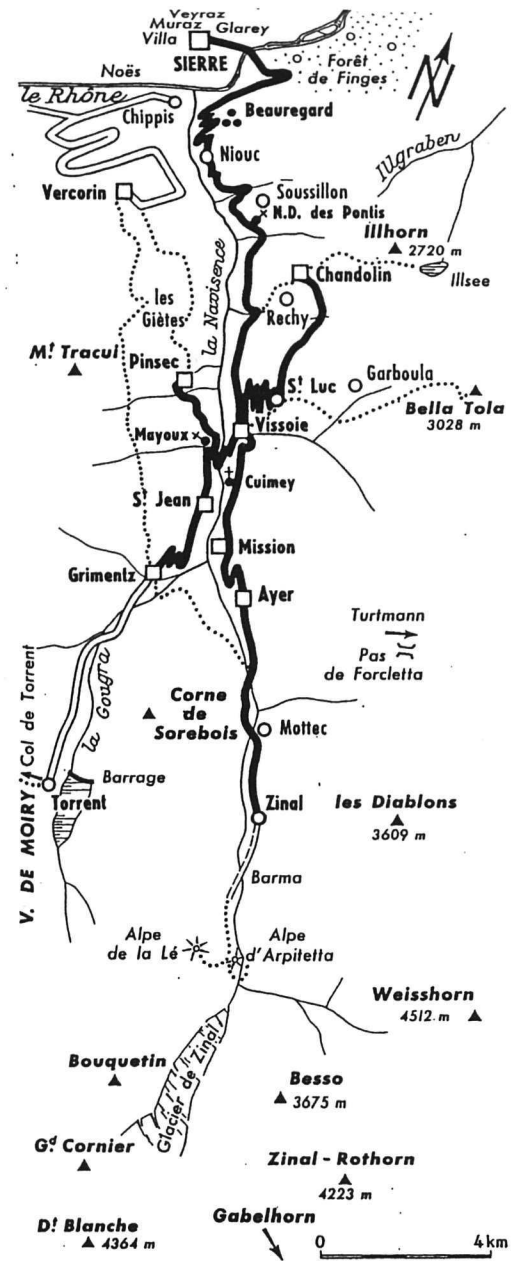 Veyraz
Muraz
Villa
Glarey
SIERRE
Forêt
de Finges
N
Noës
le Rhône
Chippis
Beauregard
Niouc
Illgraben
Vercorin
Soussillon
N.D. des Pontis
Illhorn
2720 m
Illsee
Chandolin
la Navisence
les
Giètes
Rechy
Mt Tracui
Pinsec
St Luc
Garboula
Bella Tola
3028 m
Vissoie
Mayoux
Cuimey
St Jean
Mission
Grimentz
Ayer
Turtmann
Pas
de Forcletta
la Gougra
Corne
de
Sorebois
Mottec
V. DE MOIRY
Col de Torrent
Barrage
Torrent
Zinal
les Diablons
3609 m
Barma
Alpe
de la Lé
Alpe
d'Arpitetta
Weisshorn
4512 m
Glacier de Zinal
Bouquetin
Besso
3675 m
Gd Cornier
Zinal - Rothorn
4223 m
Dt Blanche
4364 m
Gabelhorn
0 4 km